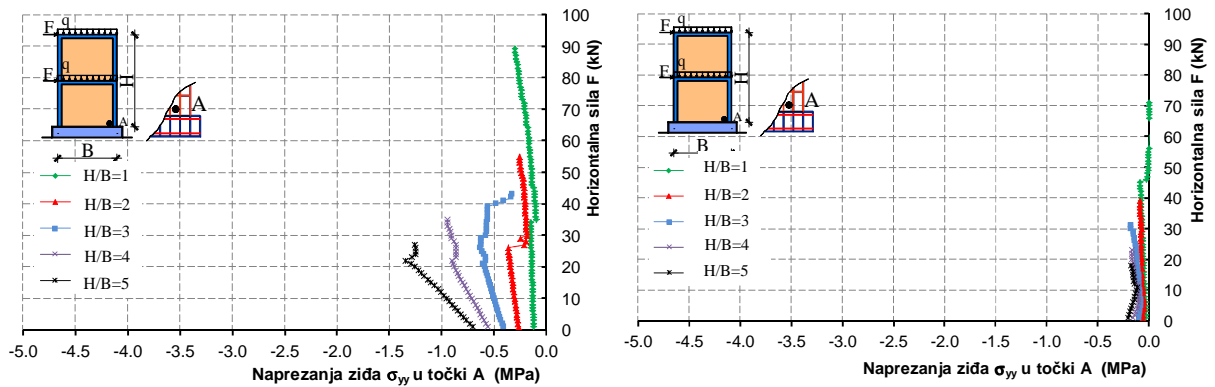 F q
F
H
A
B
A
H/B=1
H/B=2
H/B=3
H/B=4
H/B=5
100
90
80
70
60
50
40
30
20
10
0
Horizontalna sila F (kN)
-5.0 -4.5 -4.0 -3.5 -3.0 -2.5 -2.0 -1.5 -1.0 -0.5 0.0
Naprezanja ziđa σyy u točki A (MPa)
F q
F
H
A
B
A
H/B=1
H/B=2
H/B=3
H/B=4
H/B=5
100
90
80
70
60
50
40
30
20
10
0
Horizontalna sila F (kN)
-5.0 -4.5 -4.0 -3.5 -3.0 -2.5 -2.0 -1.5 -1.0 -0.5 0.0
Naprezanja ziđa σyy u točki A (MPa)